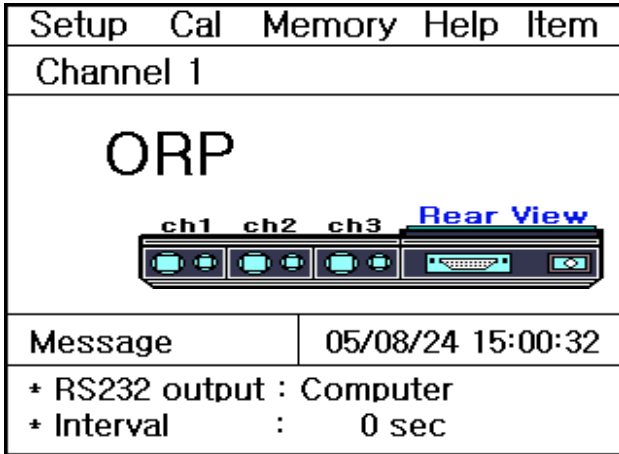 Setup Cal Memory Help Item
Channel 1
ORP
ch1 ch2 ch3 Rear View
Message 05/08/24 15:00:32
* RS232 output : Computer
* Interval : 0 sec